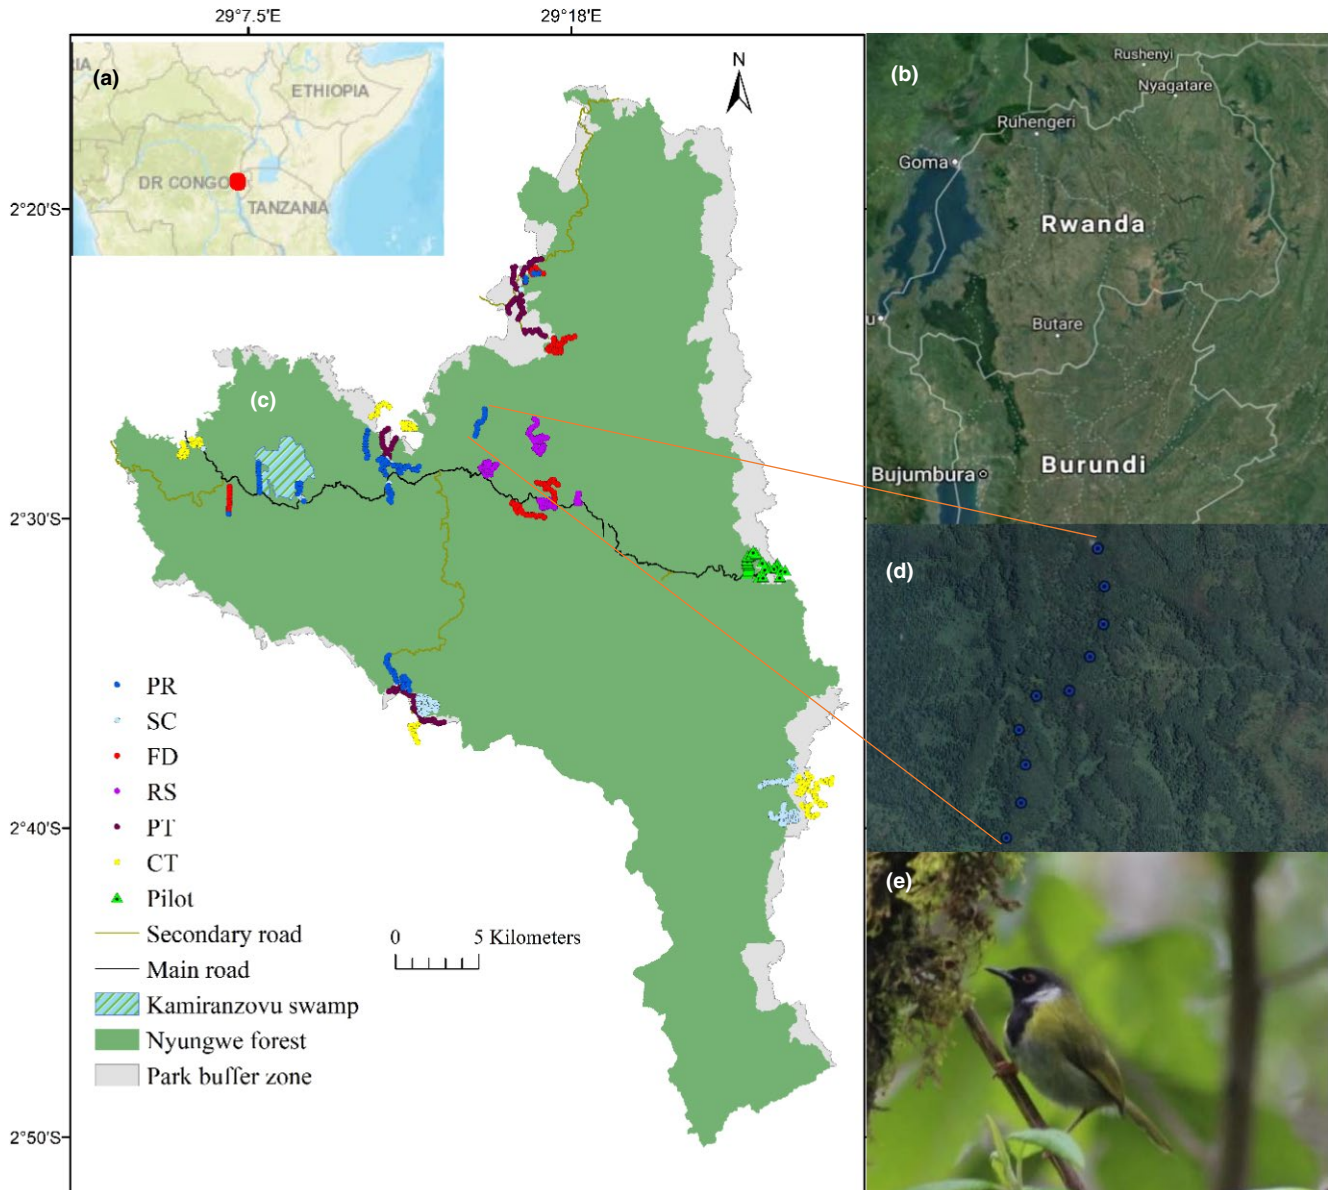 29°7.5'E
29°18'E
(a)
RIA
ETHIOPIA
DR CONGO
TANZANIA
N
2°20'S
2°30'S
2°40'S
2°50'S
(c)
PR
SC
FD
RS
PT
CT
Pilot
Secondary road
Main road
Kamiranzovu swamp
Nyungwe forest
Park buffer zone
0 5 Kilometers
(b)
Rushenyi
Nyagatare
Ruhengeri
Goma
Rwanda
u
Butare
Bujumbura
Burundi
(d)
(e)